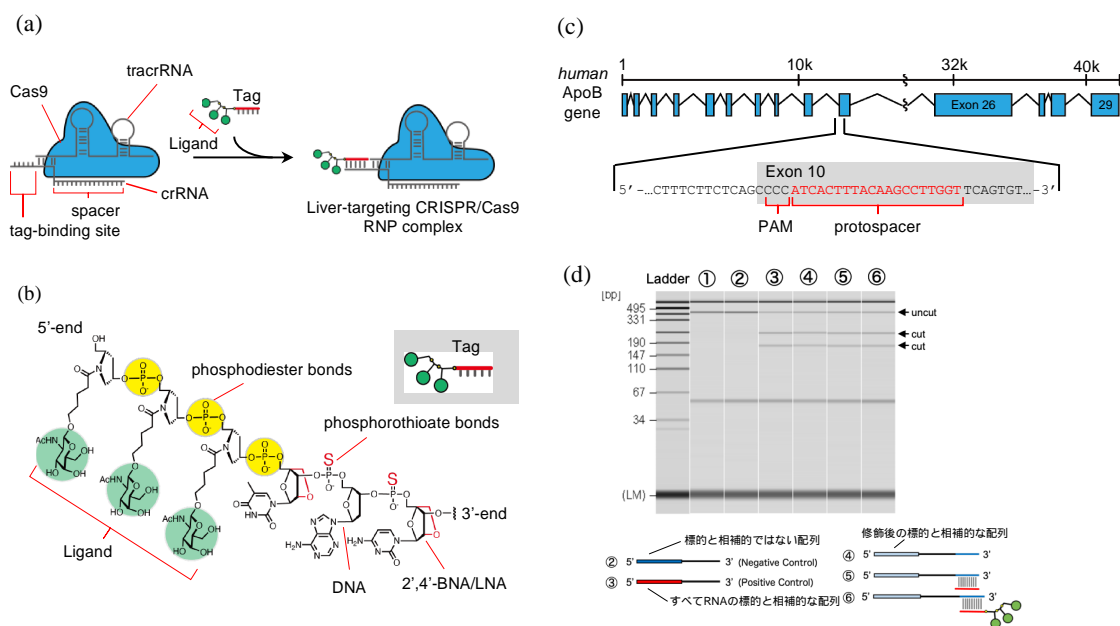 (a)
Cas9
tracrRNA
Tag
Ligand
crRNA
spacer
tag-binding site
Liver-targeting CRISPR/Cas9
RNP complex
(b)
5’-end
OH
phosphodiester bonds
Tag
phosphorothioate bonds
3’-end
Ligand
DNA
2’,4’-BNA/LNA
(c)
1
10k
32k
40k
human
ApoB
gene
Exon 26
29
Exon 10
5′ -…CTTTCTTCTCAGCCCCATCACTTTACAAGCCTTGGTTTCAGTGT…-3′
PAM
protospacer
(d)
Ladder ① ② ③ ④ ⑤ ⑥
[bp]
495
331
190
147
110
67
34
(LM)
uncut
cut
cut
標的と相補的ではない配列
② 5' 3' (Negative Control)
③ 5' 3' (Positive Control)
すべてRNAの標的と相補的な配列
修飾後の標的と相補的な配列
④ 5' 3'
⑤ 5' 3'
⑥ 5' 3'